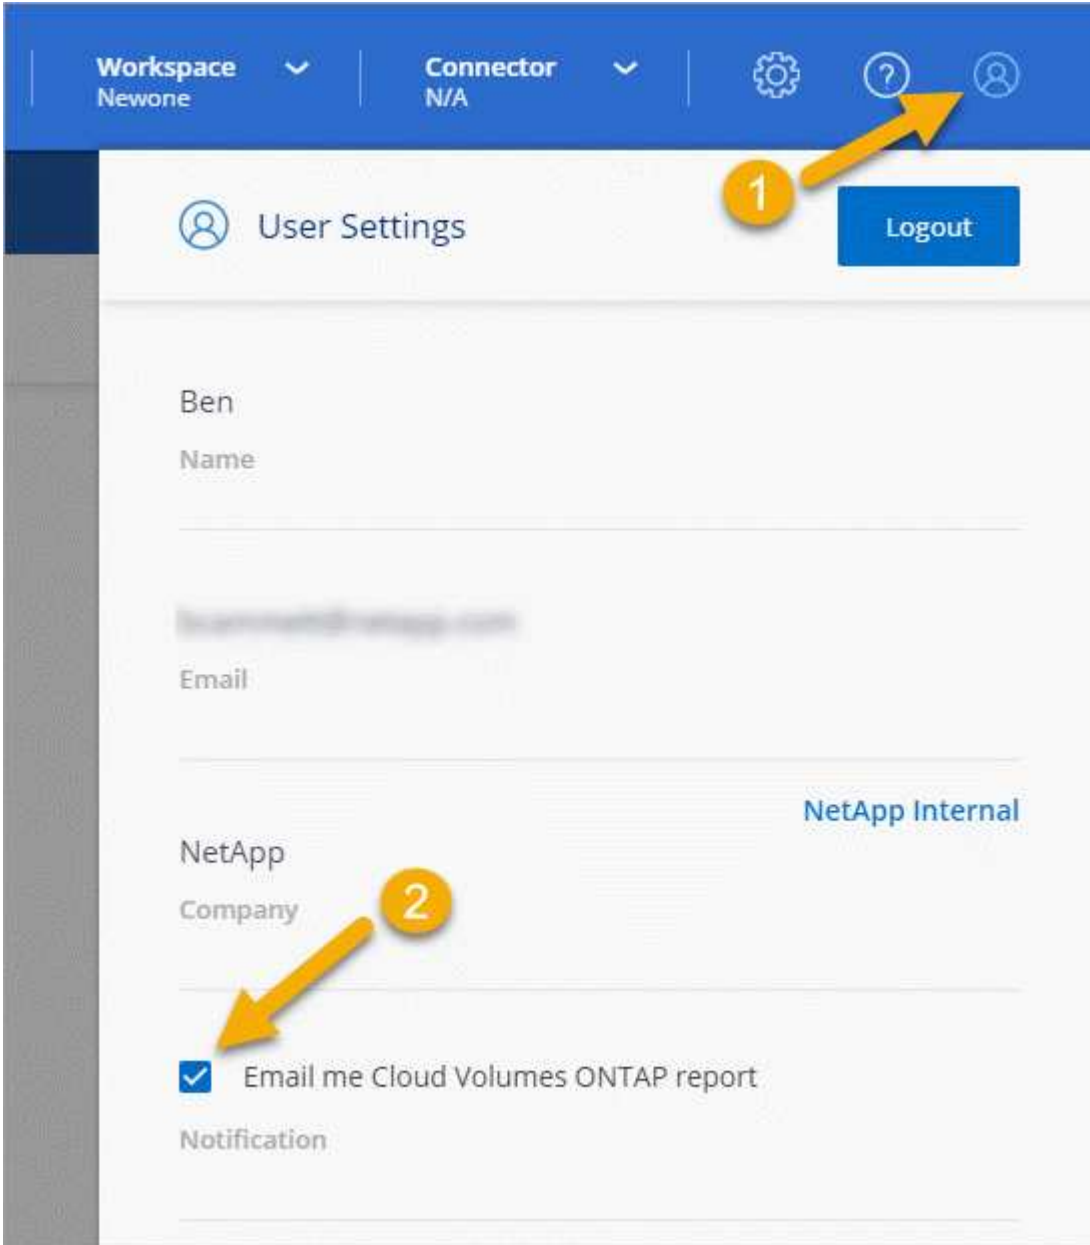 Workspace
Newone
Connector
N/A
1
User Settings
Logout
Ben
Name
Email
NetApp Internal
NetApp
2
Company
Email me Cloud Volumes ONTAP report
Notification